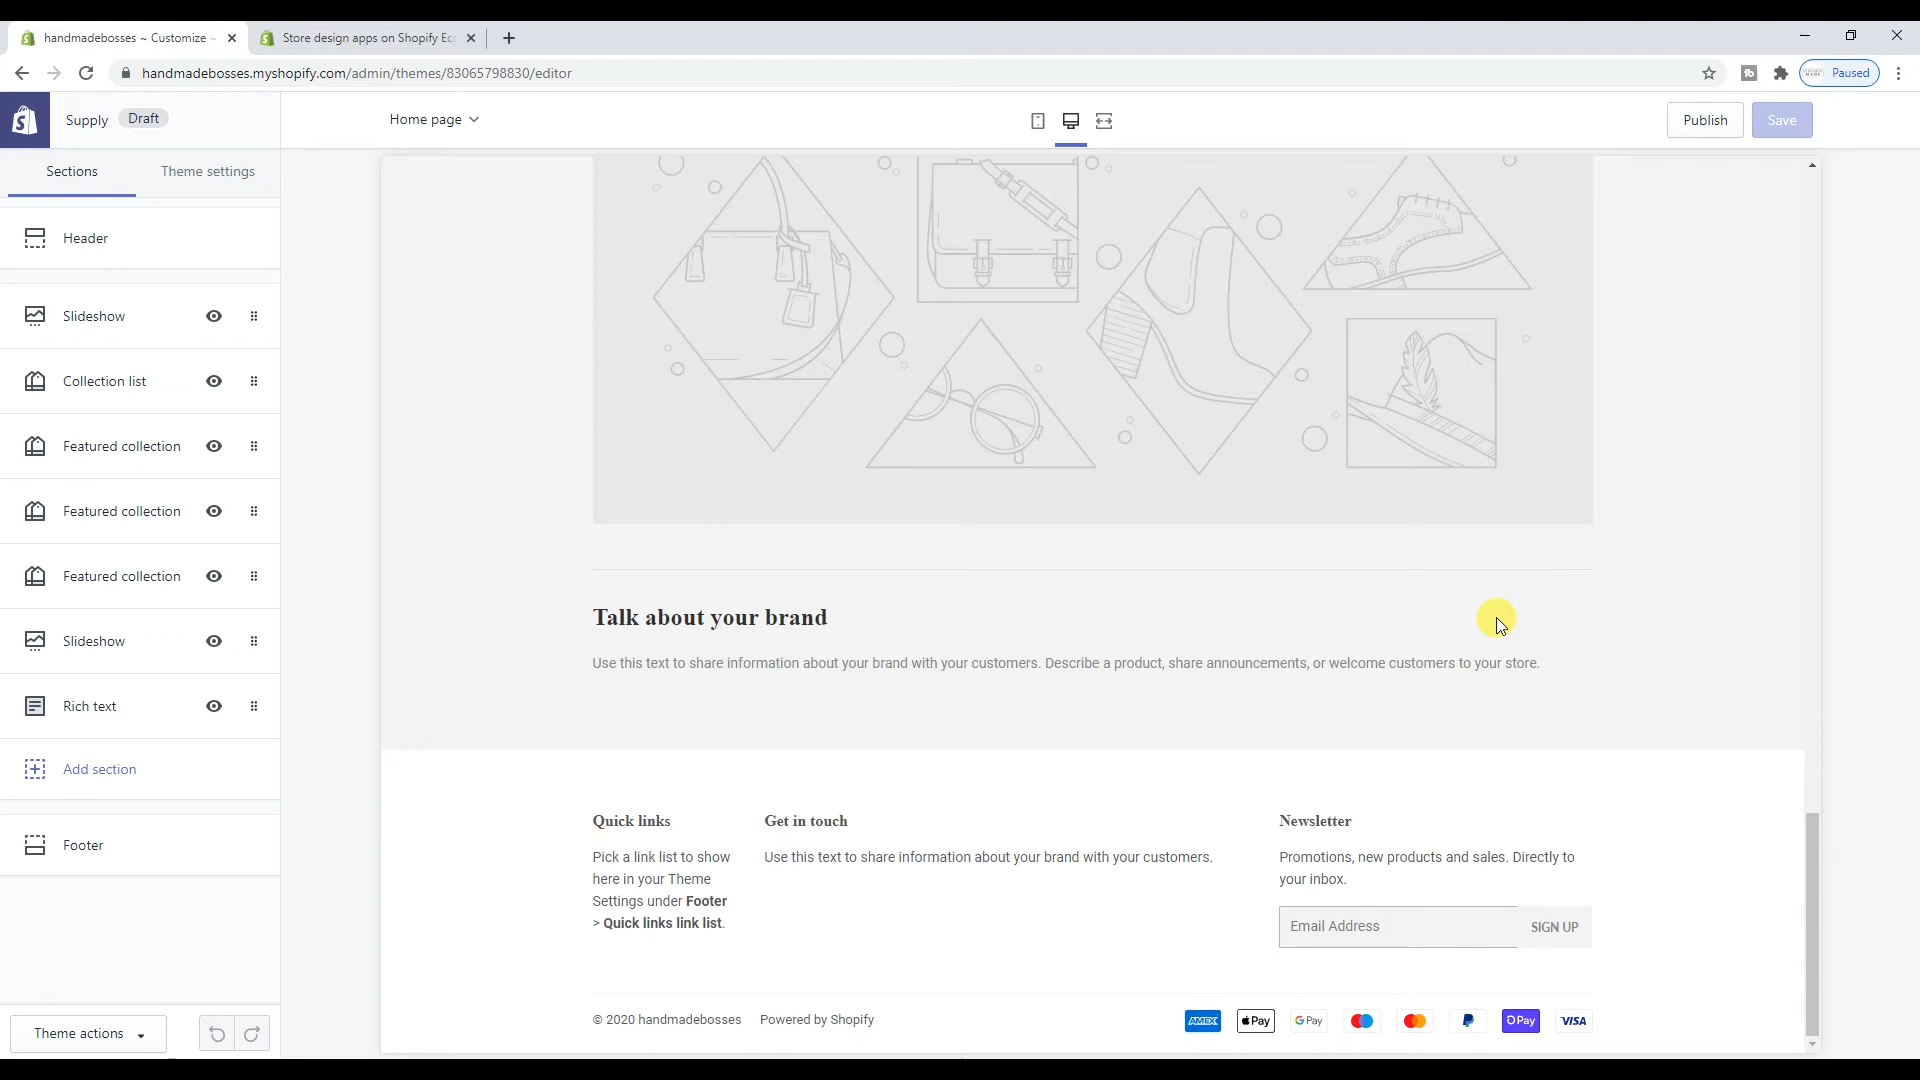 handmadebosses ~ Customize ~
Store design apps on Shopify Ecc
handmadebosses.myshopify.com/admin/themes/83065798830/editor
Paused
Supply
Draft
Home page
Publish
Save
Sections
Theme settings
Header
Slideshow
Collection list
Featured collection
Featured collection
Featured collection
Slideshow
Rich text
Add section
Footer
Theme actions
Talk about your brand
Use this text to share information about your brand with your customers. Describe a product, share announcements, or welcome customers to your store.
Quick links
Pick a link list to show
here in your Theme
Settings under Footer
> Quick links link list.
Get in touch
Use this text to share information about your brand with your customers.
Newsletter
Promotions, new products and sales. Directly to
your inbox.
Email Address
SIGN UP
© 2020 handmadebosses
Powered by Shopify
AMEX
Pay
G Pay
Pay
VISA